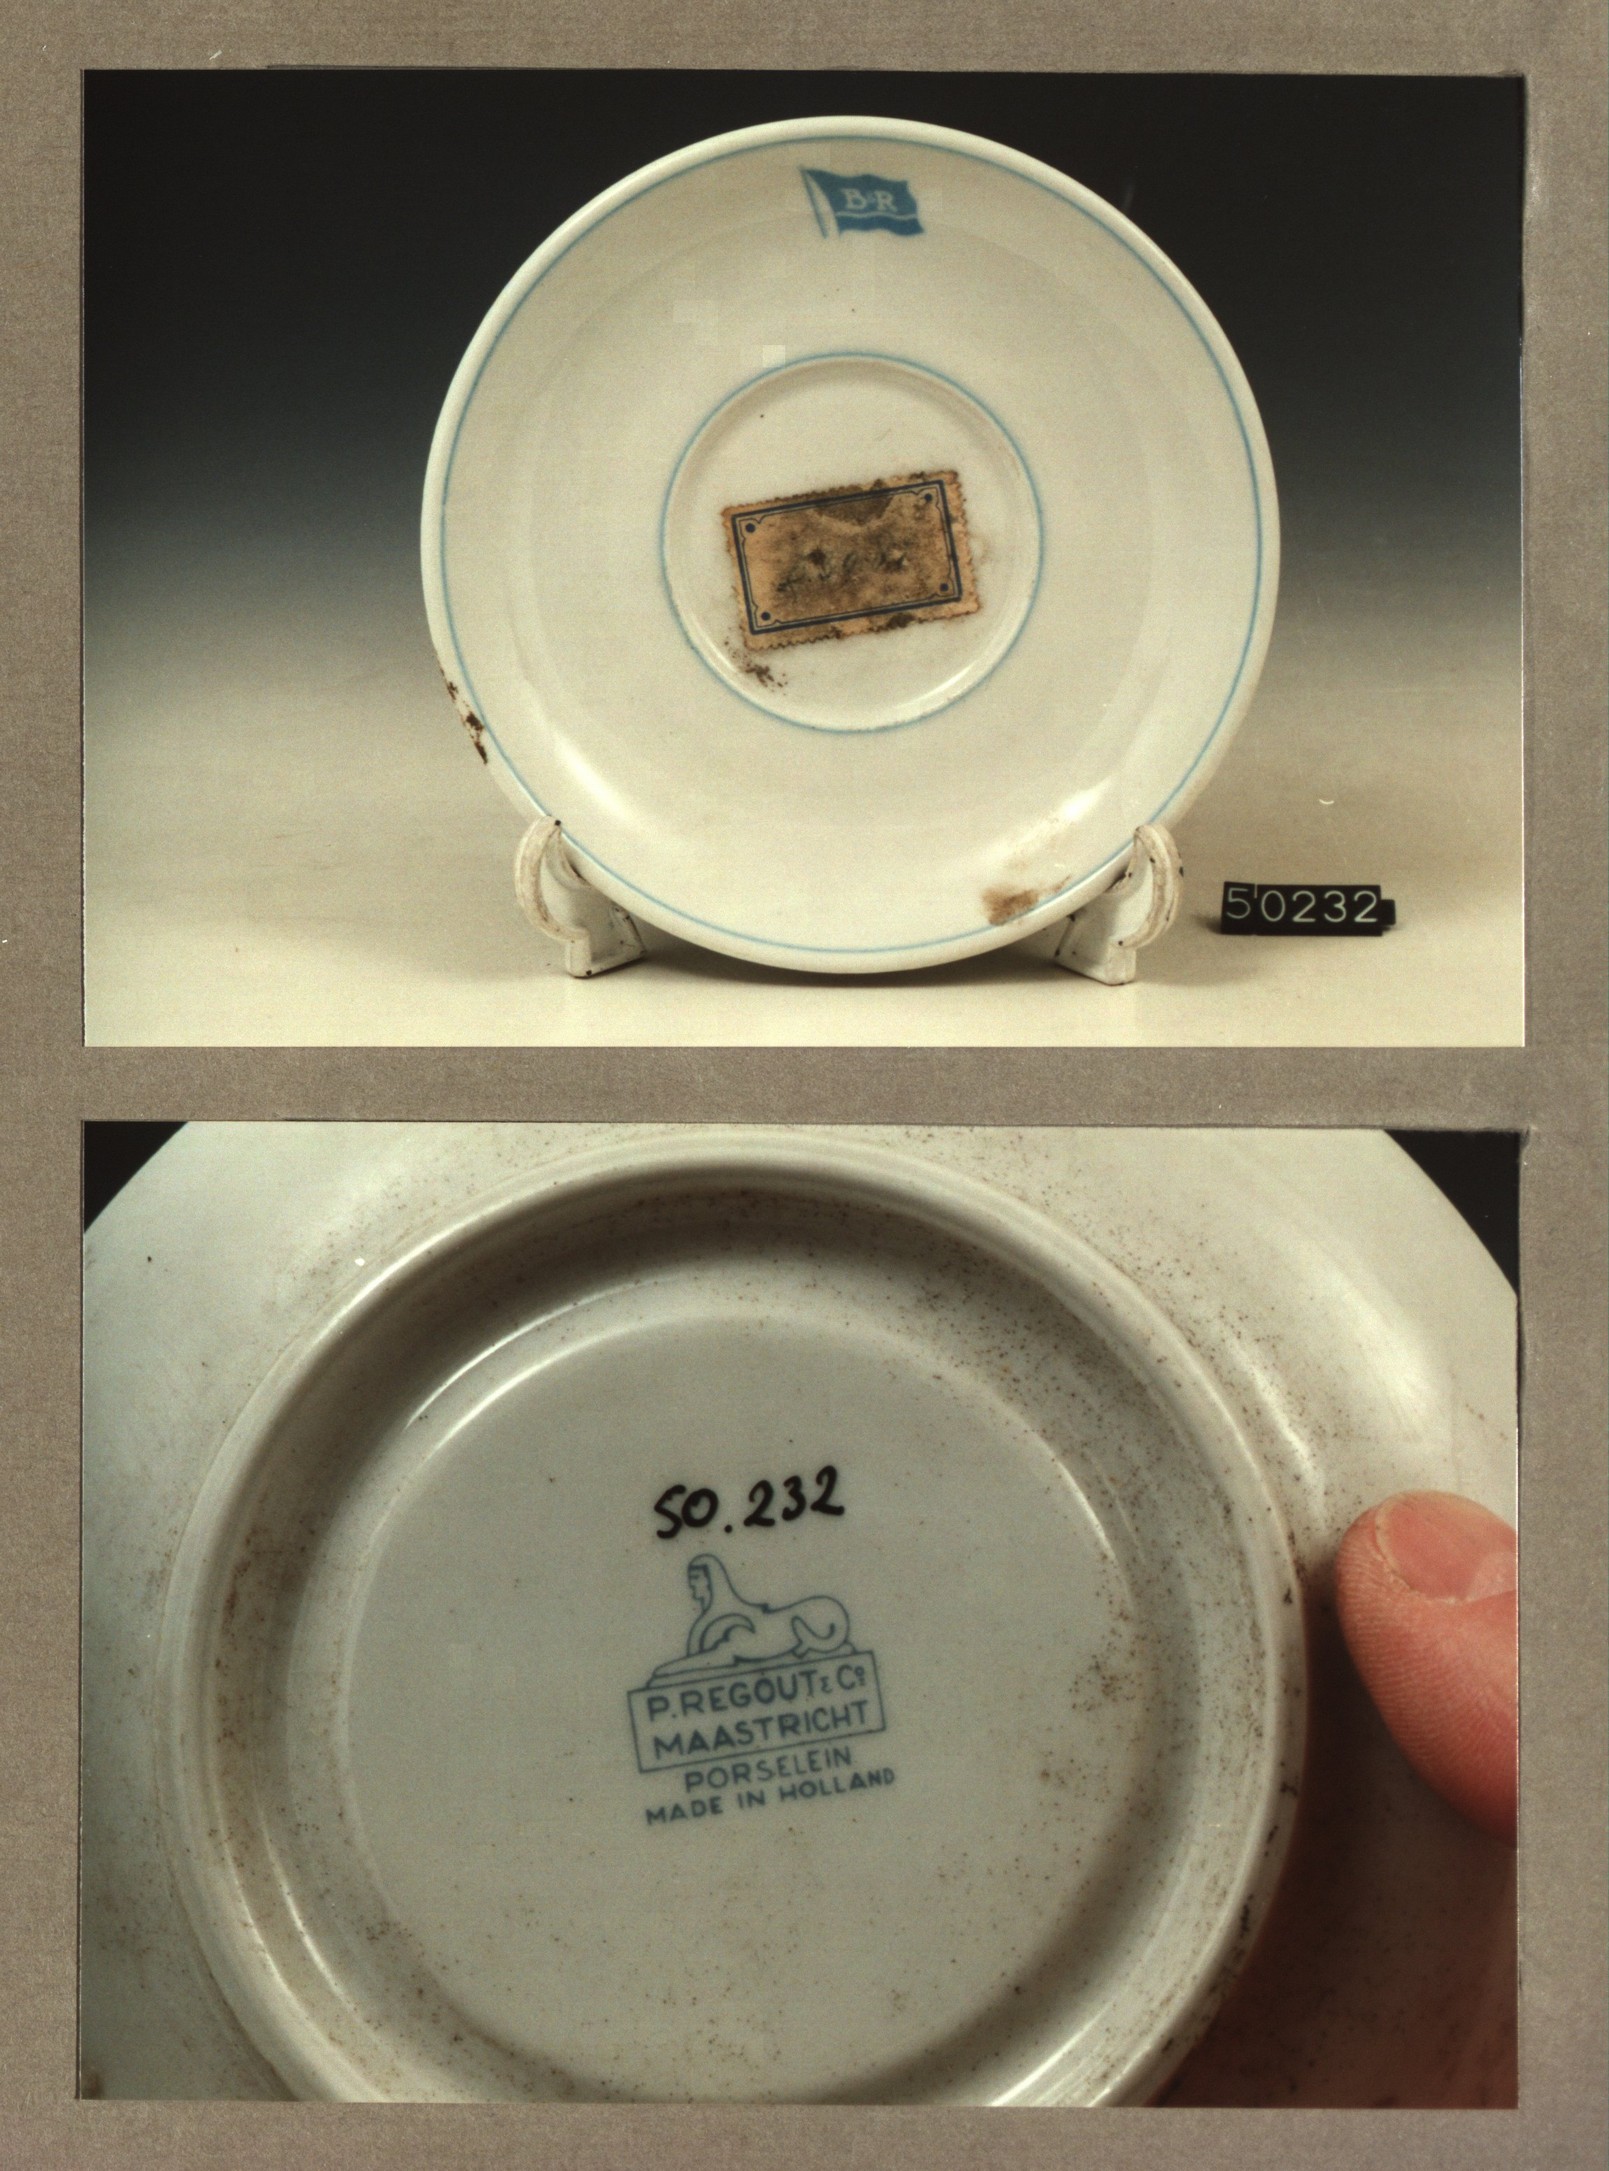 B&R
50232
50.232
P. REGOUT & Co
MAASTRICHT
PORSELEIN
MADE IN HOLLAND